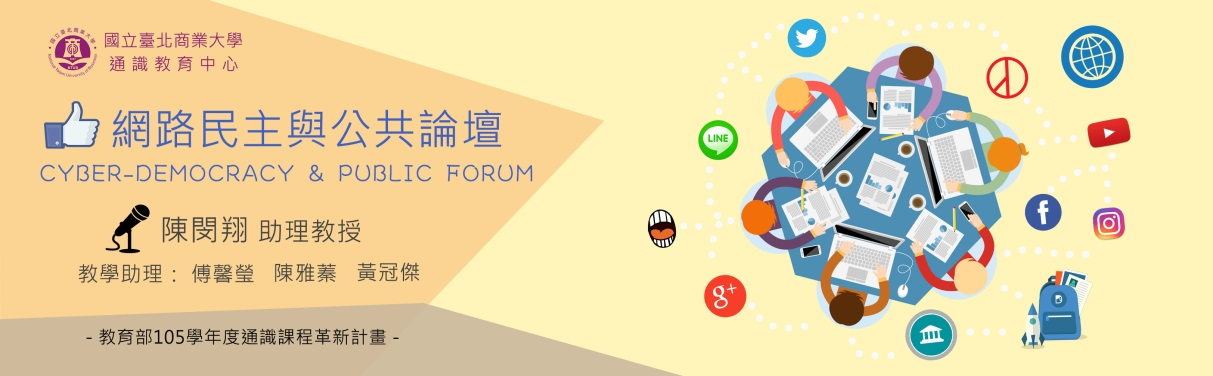 國立臺北商業大學
通識教育中心
網路民主與公共論壇
CYBER-DEMOCRACY & PUBLIC FORUM
陳閔翔 助理教授
教學助理： 傅馨瑩 陳雅蓁 黃冠傑
- 教育部105學年度通識課程革新計畫 -
LINE
g+
f